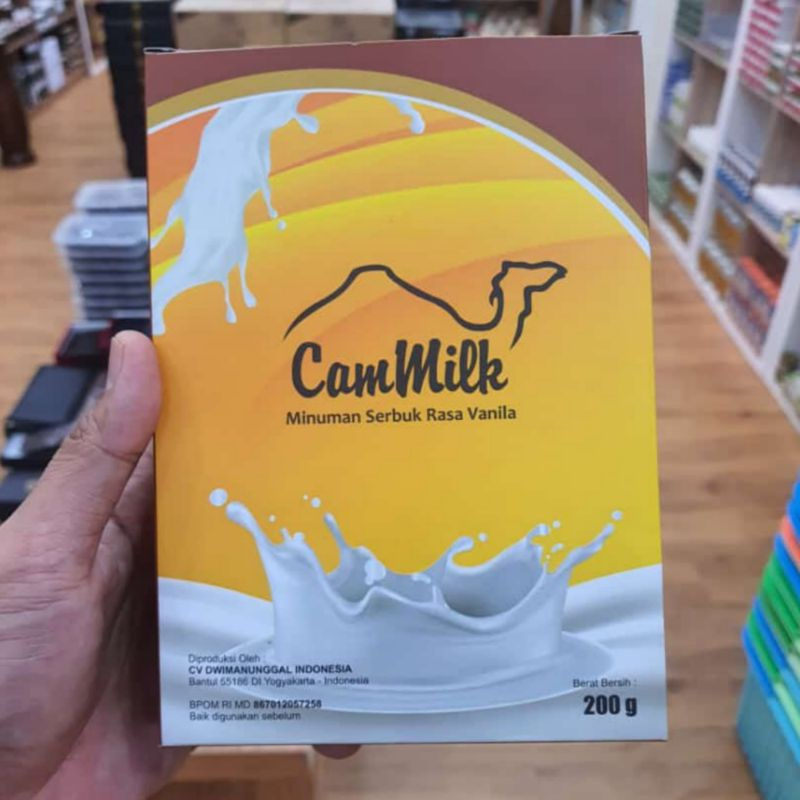 CamMilk
Minuman Serbuk Rasa Vanila
Diproduksi Oleh :
CV DWIMANUNGGAL INDONESIA
Bantul 55186 DI.Yogyakarta - Indonesia
BPOM RI MD 867012057258
Baik digunakan sebelum
Berat Bersih :
200 g